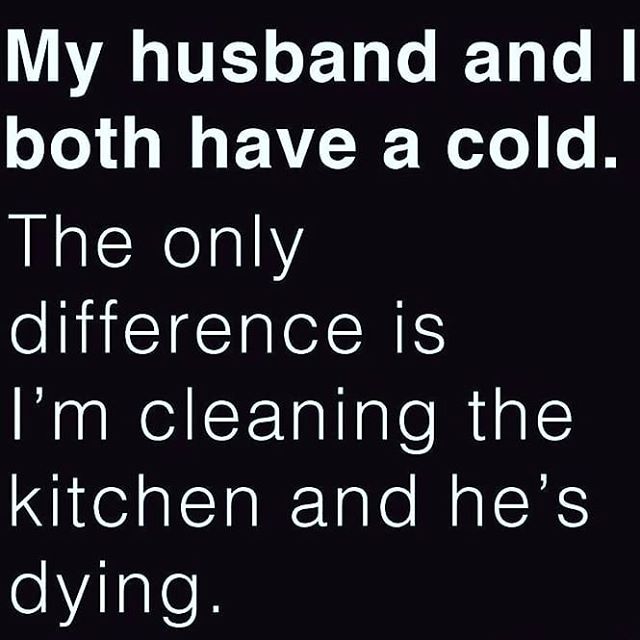 My husband and I
both have a cold.
The only
difference is
I'm cleaning the
kitchen and he's
dying.